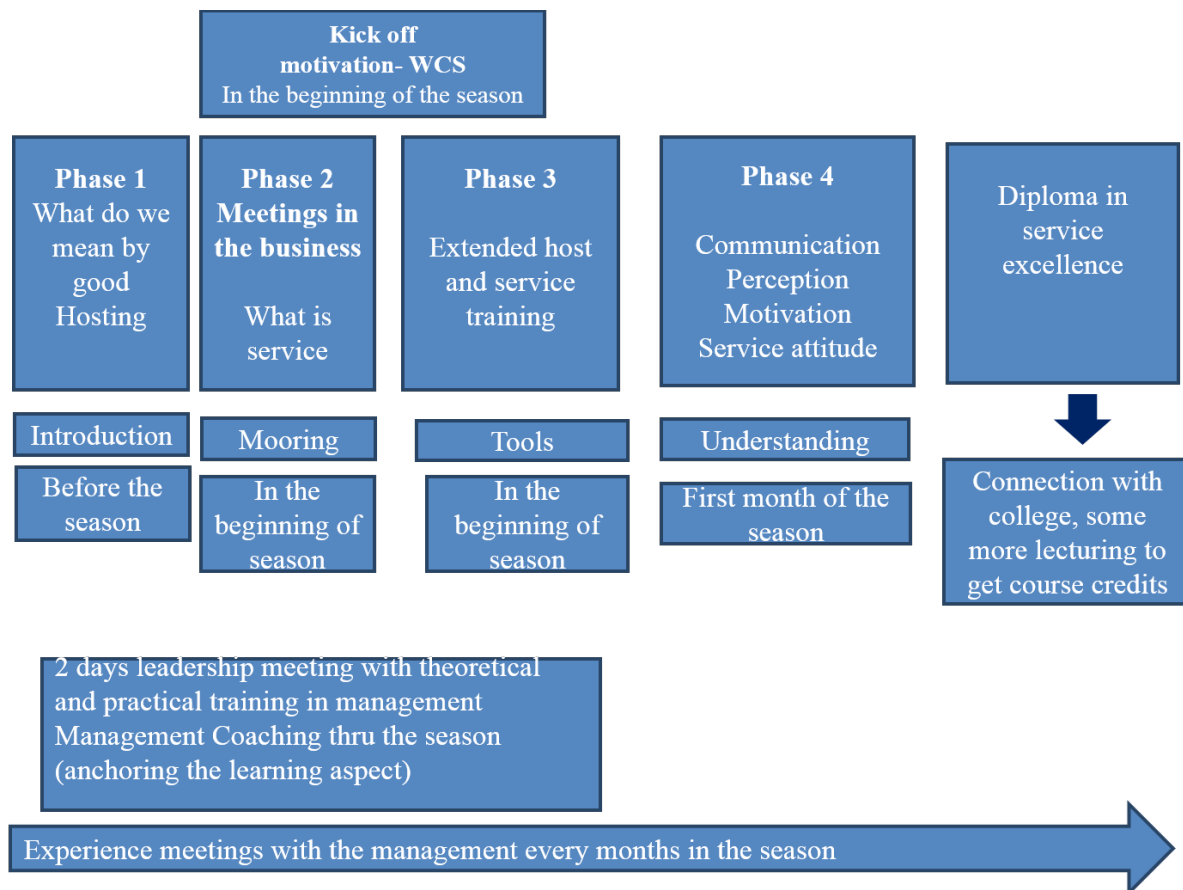 Kick off
motivation- WCS
In the beginning of the season
Phase 1
What do we
mean by
good
Hosting
Phase 2
Meetings in
the business
What is
service
Phase 3
Extended host
and service
training
Phase 4
Communication
Perception
Motivation
Service attitude
Diploma in
service
excellence
Introduction
Mooring
Tools
Understanding
Before the
season
In the
beginning of
season
In the
beginning of
season
First month of the
season
Connection with
college, some
more lecturing to
get course credits
2 days leadership meeting with theoretical
and practical training in management
Management Coaching thru the season
(anchoring the learning aspect)
Experience meetings with the management every months in the season